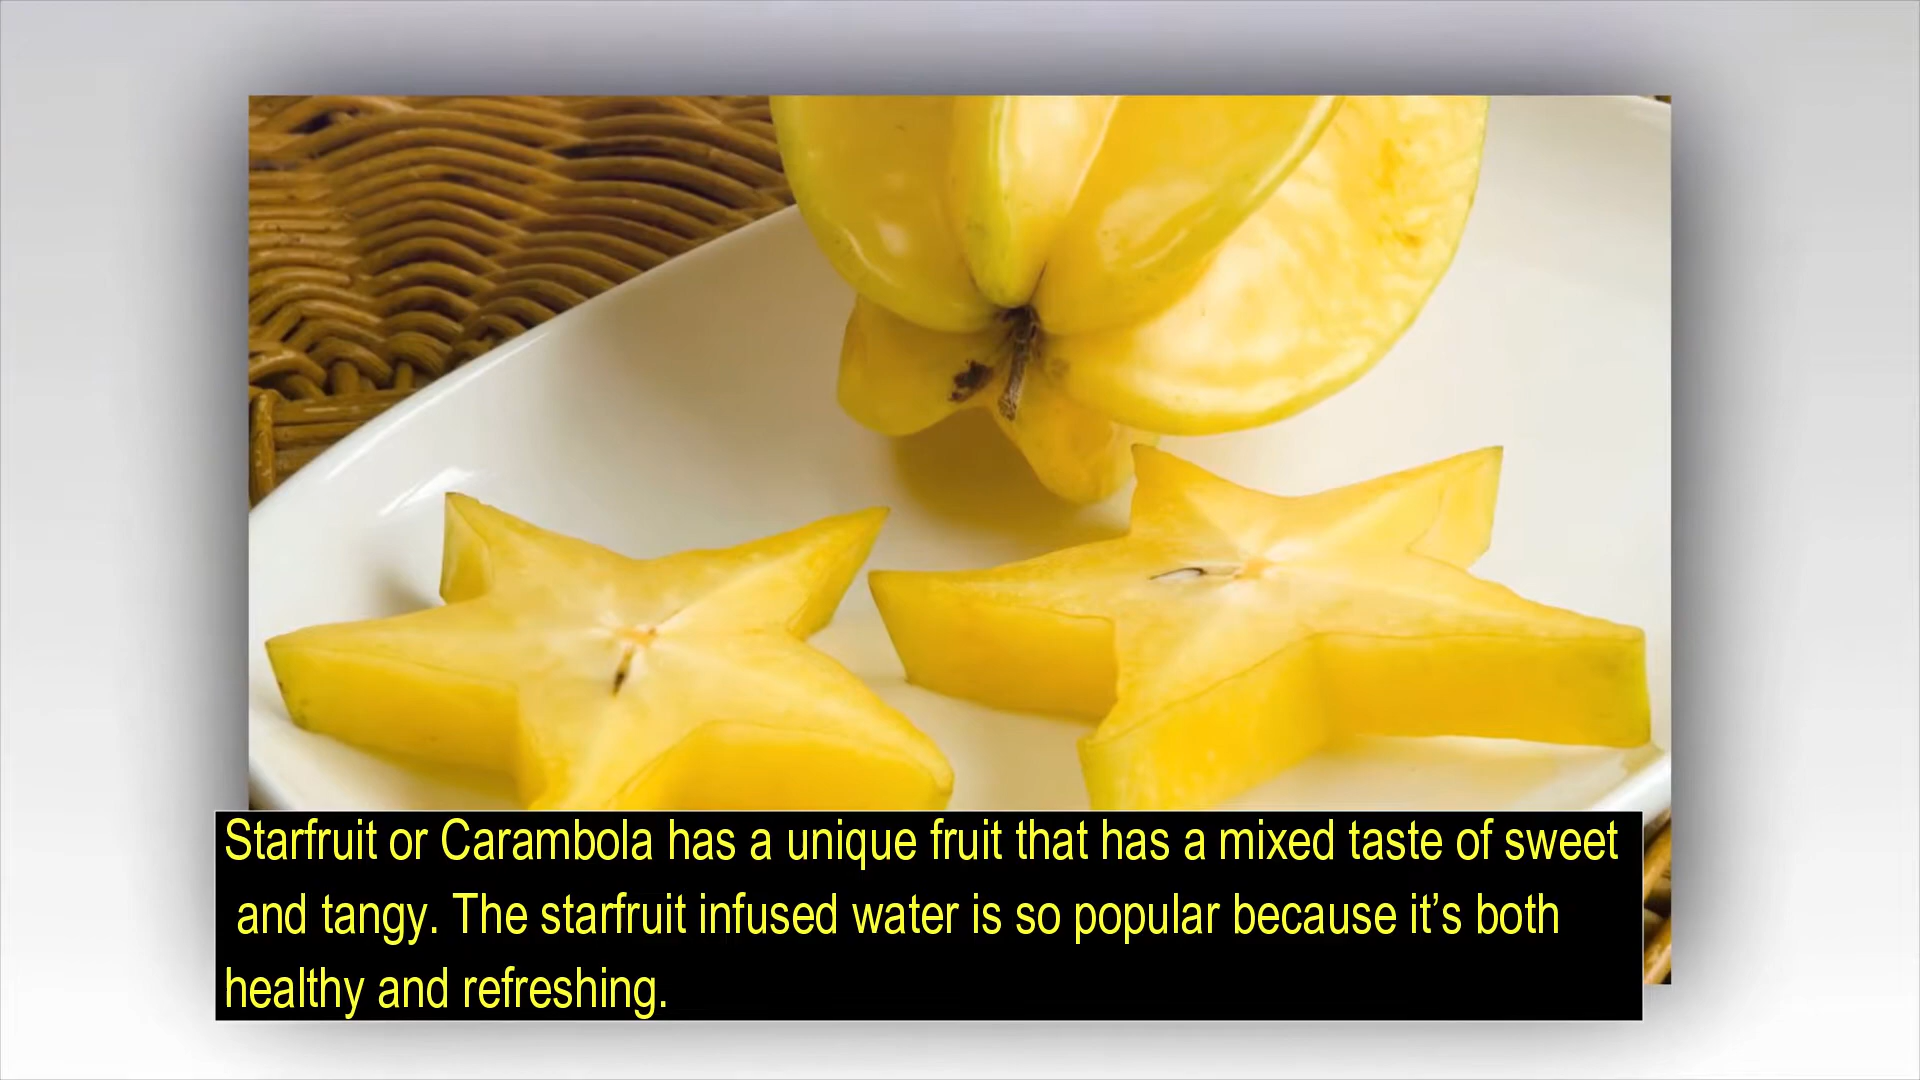 Starfruit or Carambola has a unique fruit that has a mixed taste of sweet
and tangy. The starfruit infused water is so popular because it’s both
healthy and refreshing.